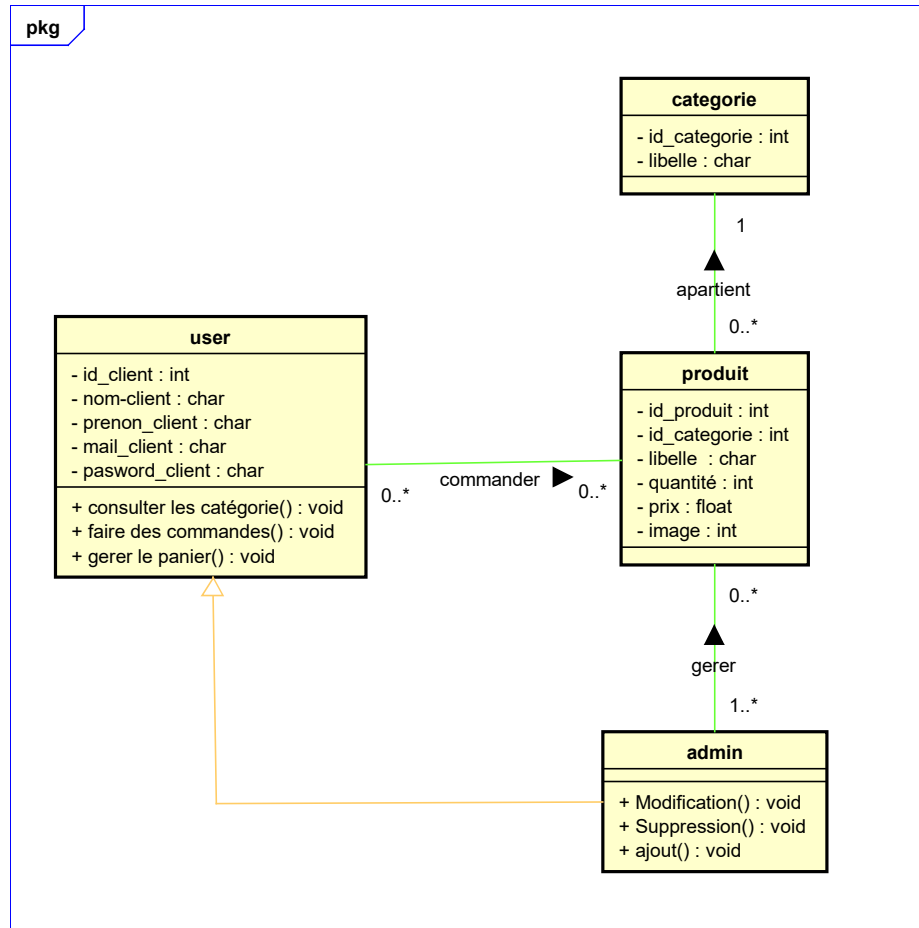 pkg
categorie
- id_categorie : int
- libelle : char
1
apartient
0..*
user
- id_client : int
- nom-client : char
- prenon_client : char
- mail_client : char
- pasword_client : char
+ consulter les catégorie() : void
+ faire des commandes() : void
+ gerer le panier() : void
0..*
commander
0..*
produit
- id_produit : int
- id_categorie : int
- libelle  : char
- quantité : int
- prix : float
- image : int
0..*
gerer
1..*
admin
+ Modification() : void
+ Suppression() : void
+ ajout() : void